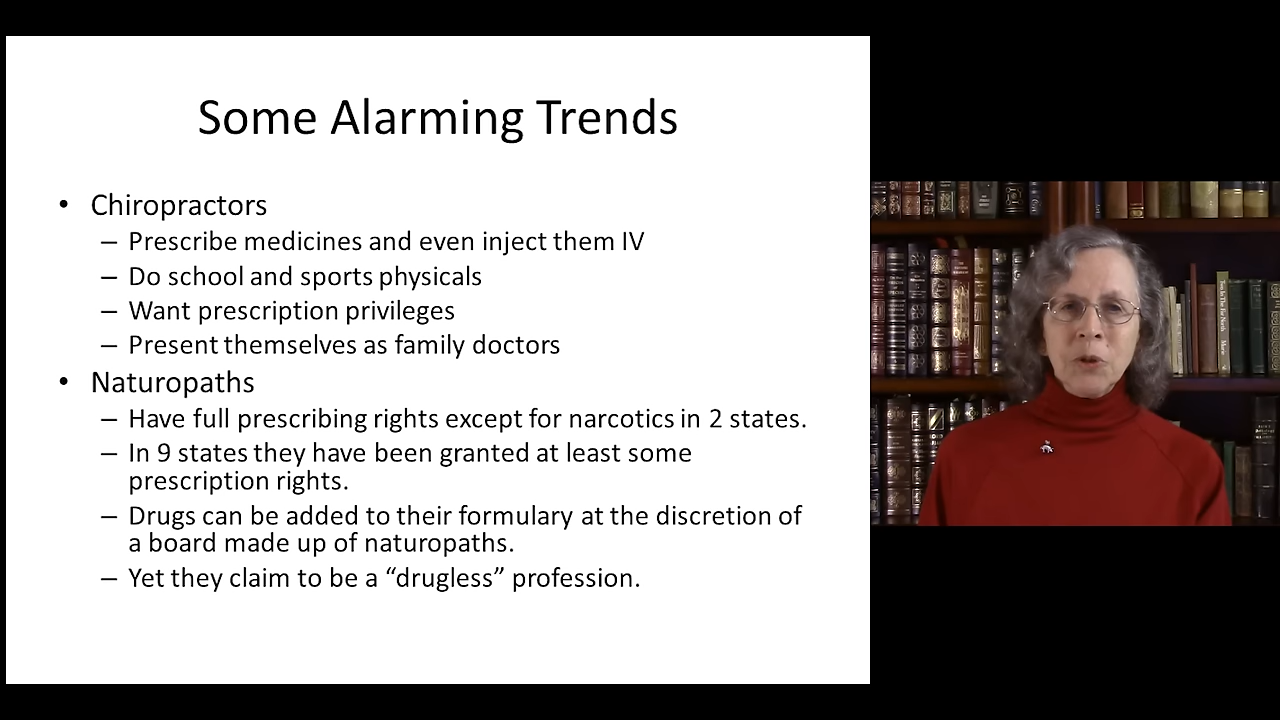 Some Alarming Trends
• Chiropractors
– Prescribe medicines and even inject them IV
– Do school and sports physicals
– Want prescription privileges
– Present themselves as family doctors
• Naturopaths
– Have full prescribing rights except for narcotics in 2 states.
– In 9 states they have been granted at least some
prescription rights.
– Drugs can be added to their formulary at the discretion of
a board made up of naturopaths.
– Yet they claim to be a “drugless” profession.